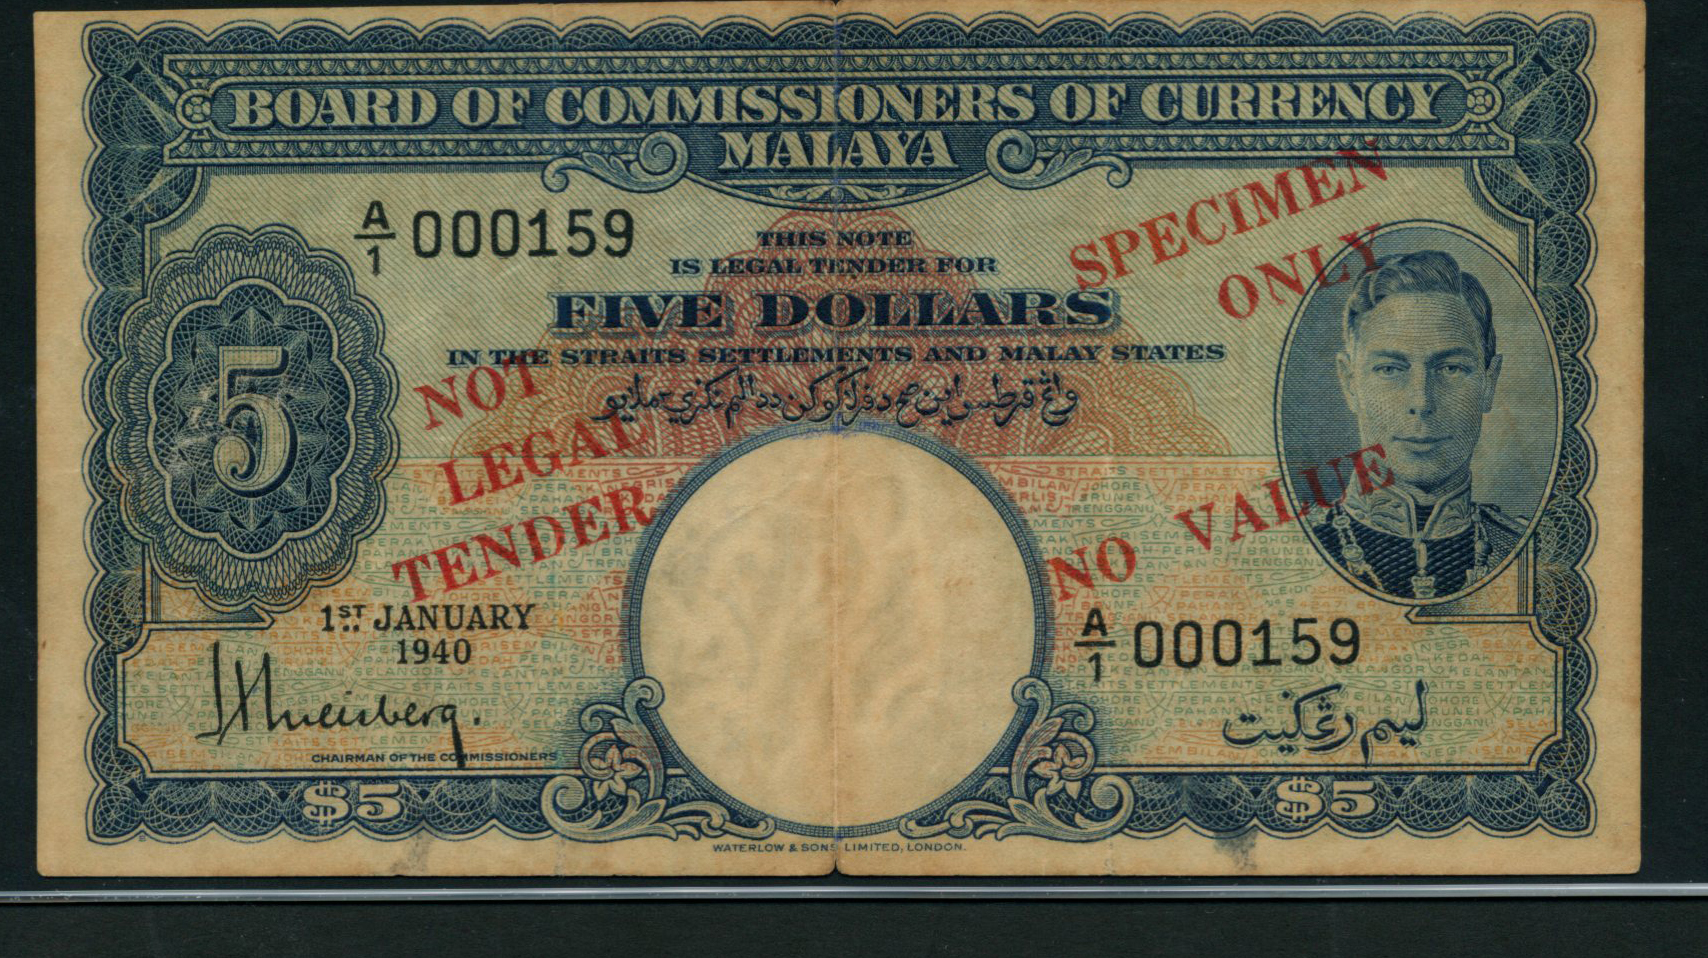 BOARD OF COMMISSIONERS OF CURRENCY
MALAYA
A/1 000159
THIS NOTE
IS LEGAL TENDER FOR
FIVE DOLLARS
IN THE STRAITS SETTLEMENTS AND MALAY STATES
SPECIMEN
ONLY
NOT
LEGAL
TENDER
NO VALUE
5
1ST JANUARY
1940
A/1 000159
CHAIRMAN OF THE COMMISSIONERS
ليم رڠݢيت
$5
$5
WATERLOW & SONS LIMITED, LONDON.